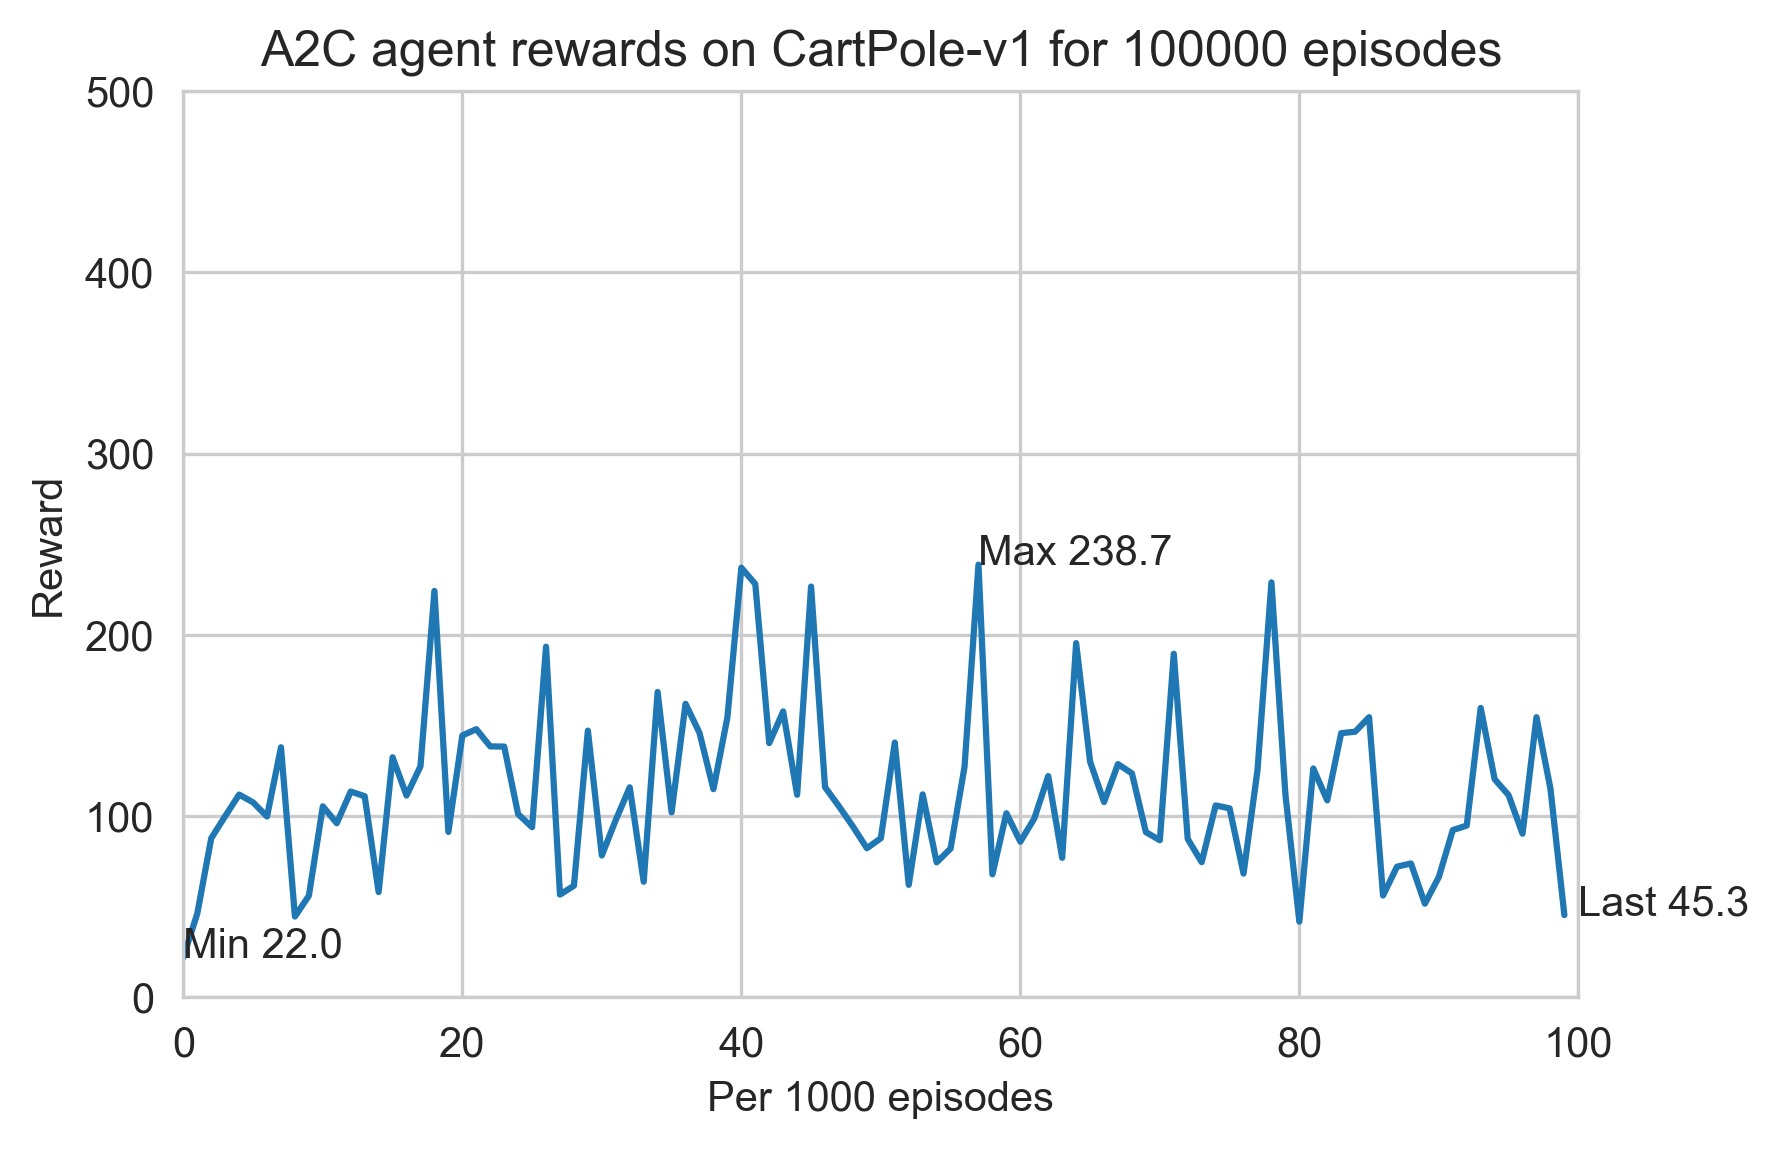 A2C agent rewards on CartPole-v1 for 100000 episodes
500
400
300
200
100
0
Reward
Max 238.7
Min 22.0
Last 45.3
0 20 40 60 80 100
Per 1000 episodes